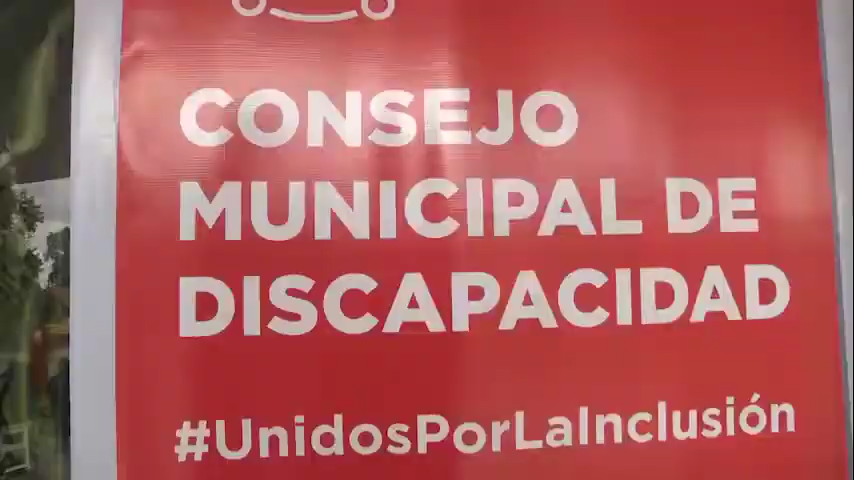 CONSEJO
MUNICIPAL DE
DISCAPACIDAD
#UnidosPorLaInclusión